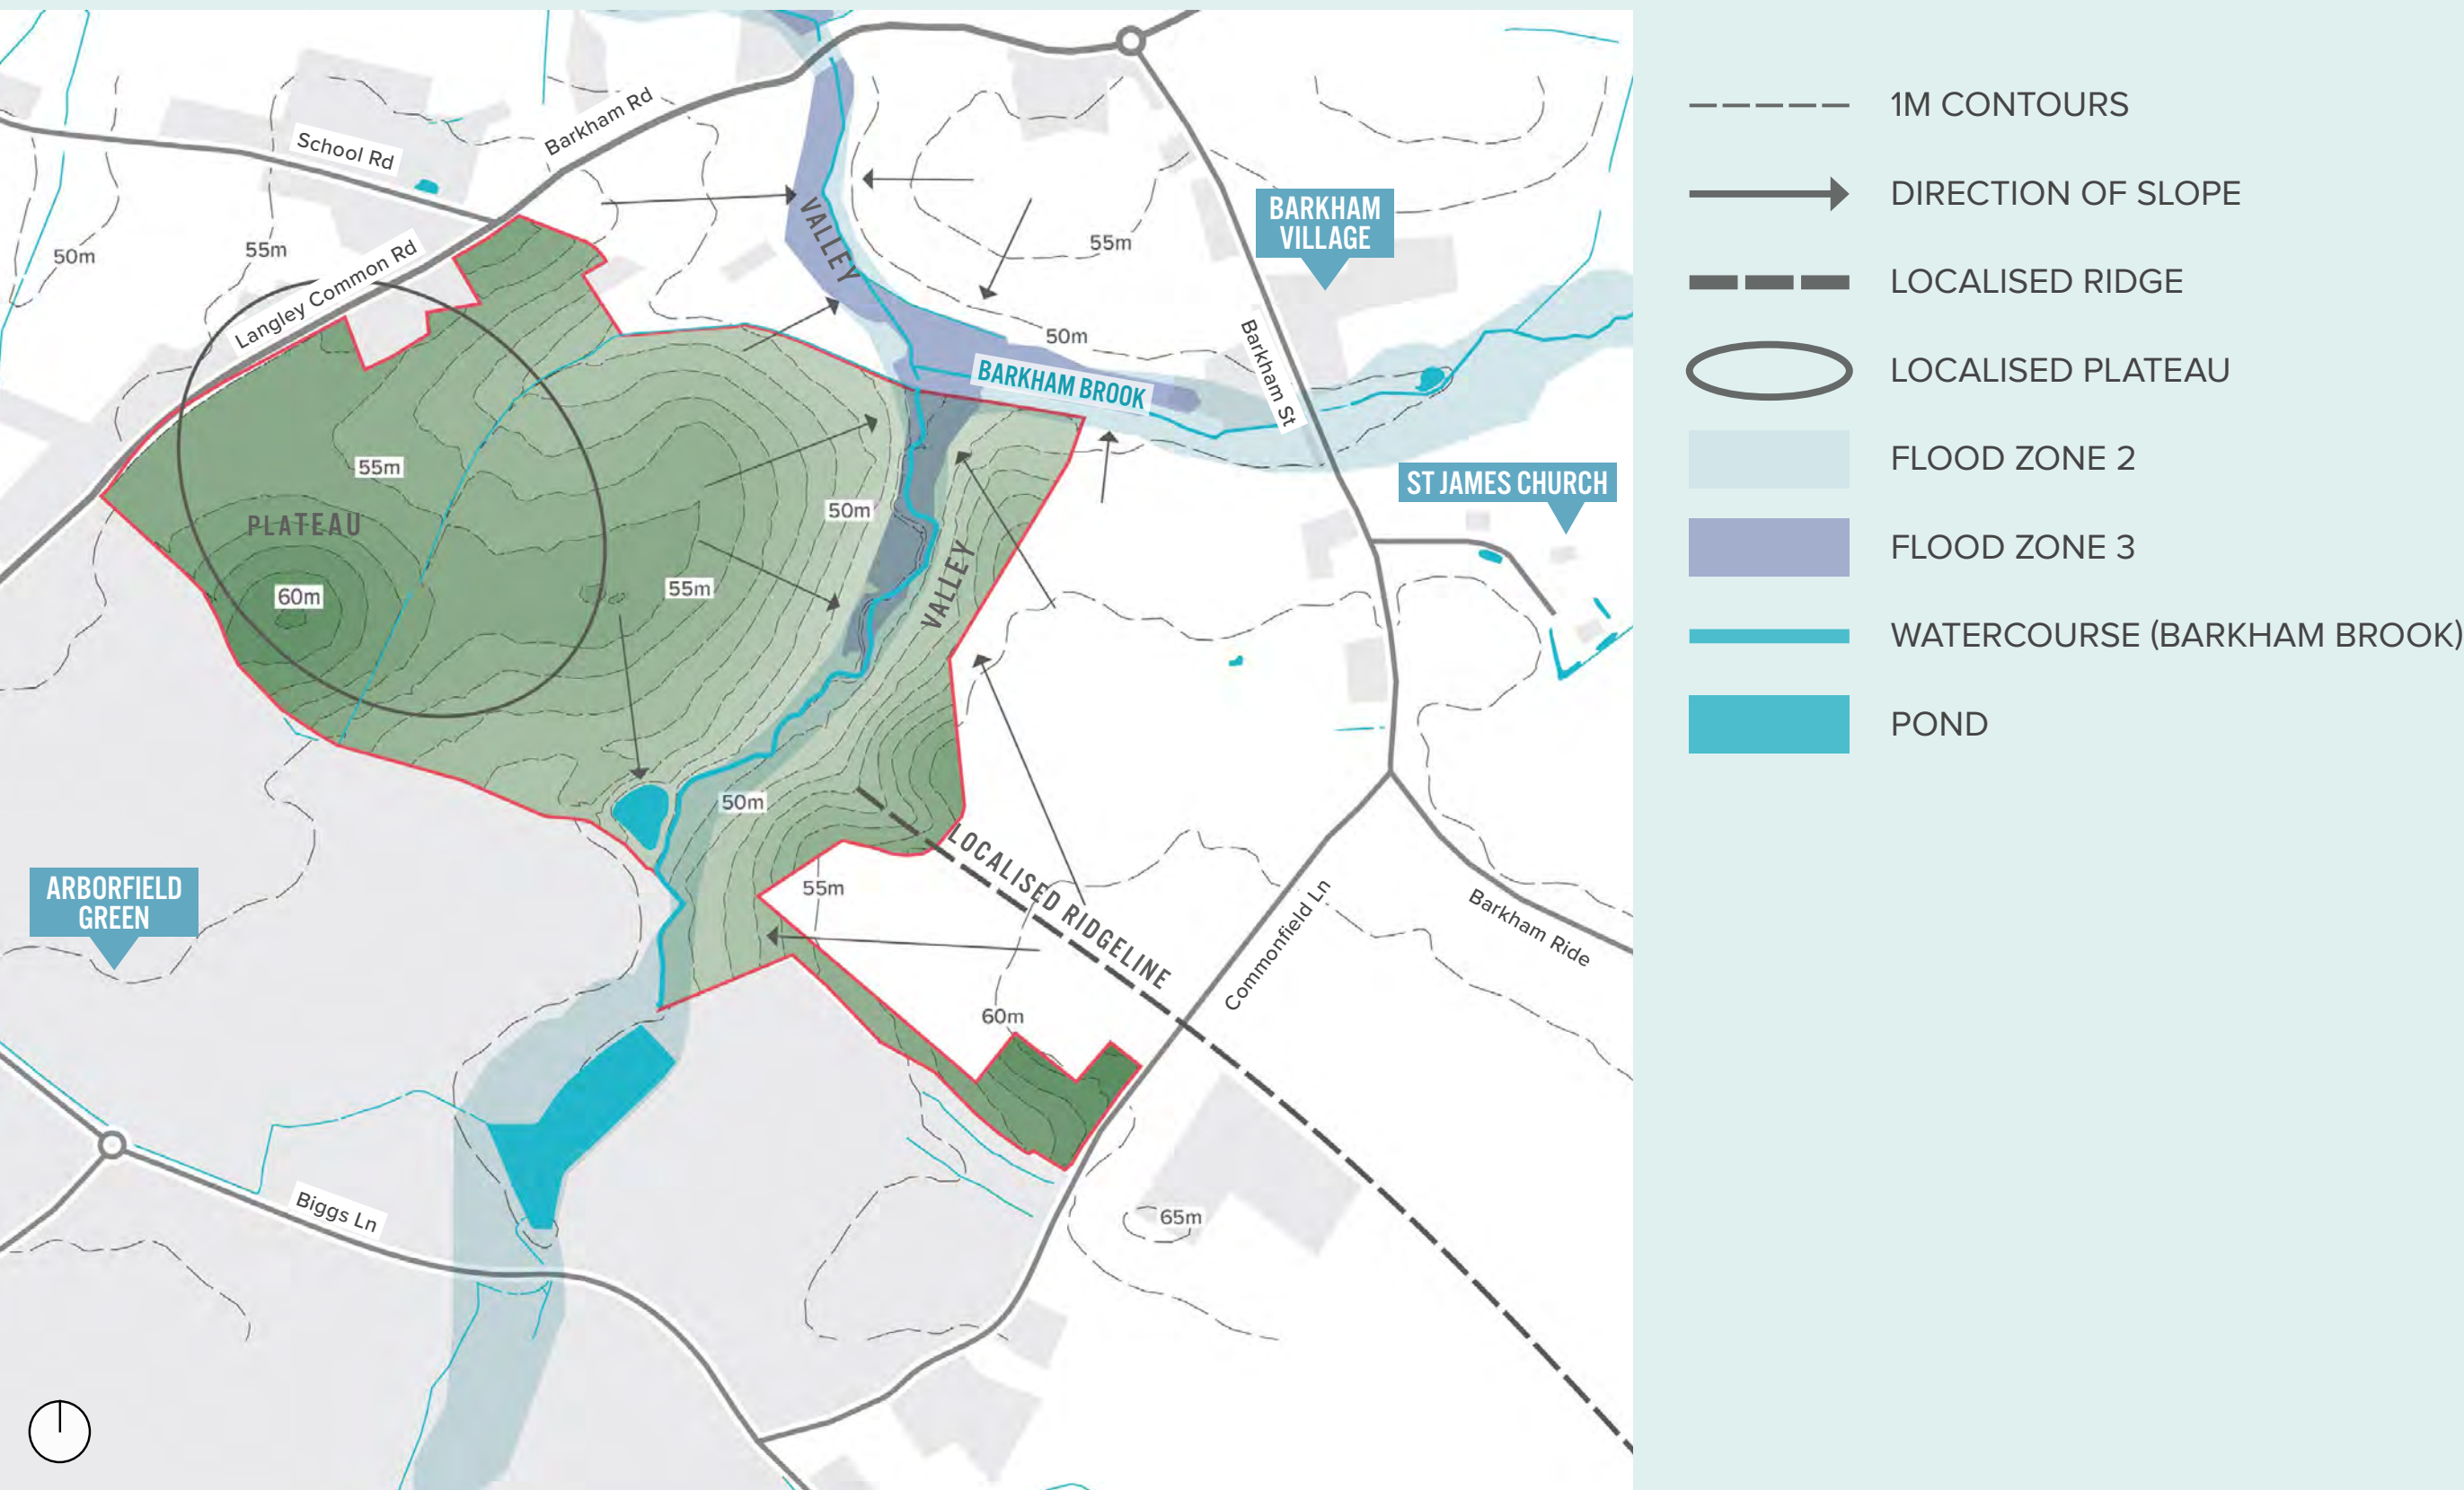 Barkham Rd
School Rd
Langley Common Rd
50m
55m
VALLEY
BARKHAM
VILLAGE
55m
50m
Barkham St
BARKHAM BROOK
ST JAMES CHURCH
55m
PLATEAU
60m
50m
55m
VALLEY
50m
LOCALISED RIDGELINE
55m
60m
ARBORFIELD
GREEN
Commonfield Ln
Barkham Ride
Biggs Ln
65m
1M CONTOURS
DIRECTION OF SLOPE
LOCALISED RIDGE
LOCALISED PLATEAU
FLOOD ZONE 2
FLOOD ZONE 3
WATERCOURSE (BARKHAM BROOK)
POND